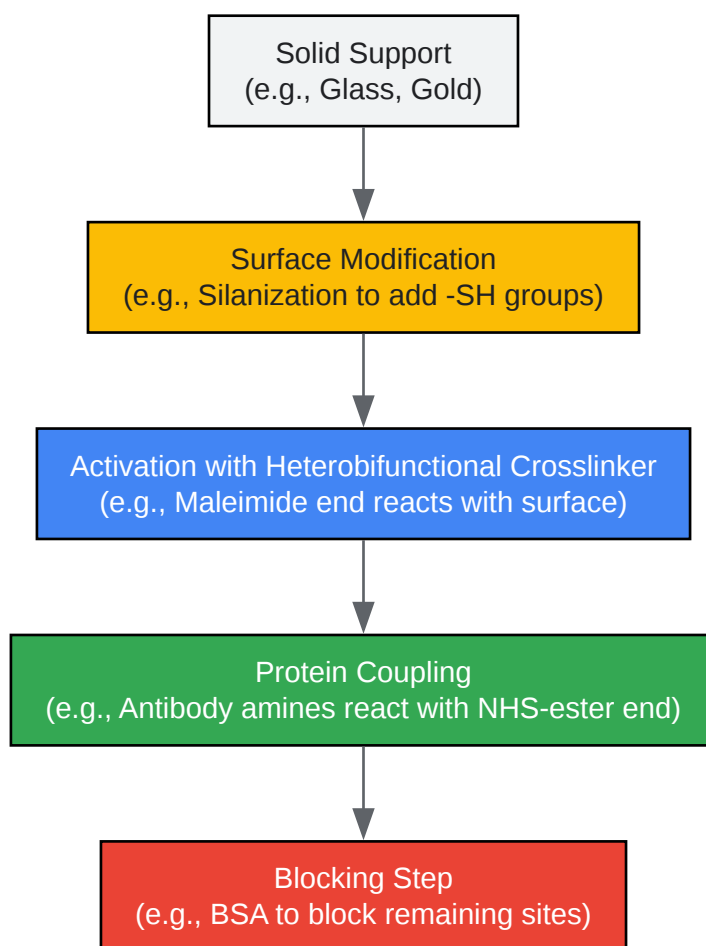 Solid Support
(e.g., Glass, Gold)
Surface Modification
(e.g., Silanization to add -SH groups)
Activation with Heterobifunctional Crosslinker
(e.g., Maleimide end reacts with surface)
Protein Coupling
(e.g., Antibody amines react with NHS-ester end)
Blocking Step
(e.g., BSA to block remaining sites)